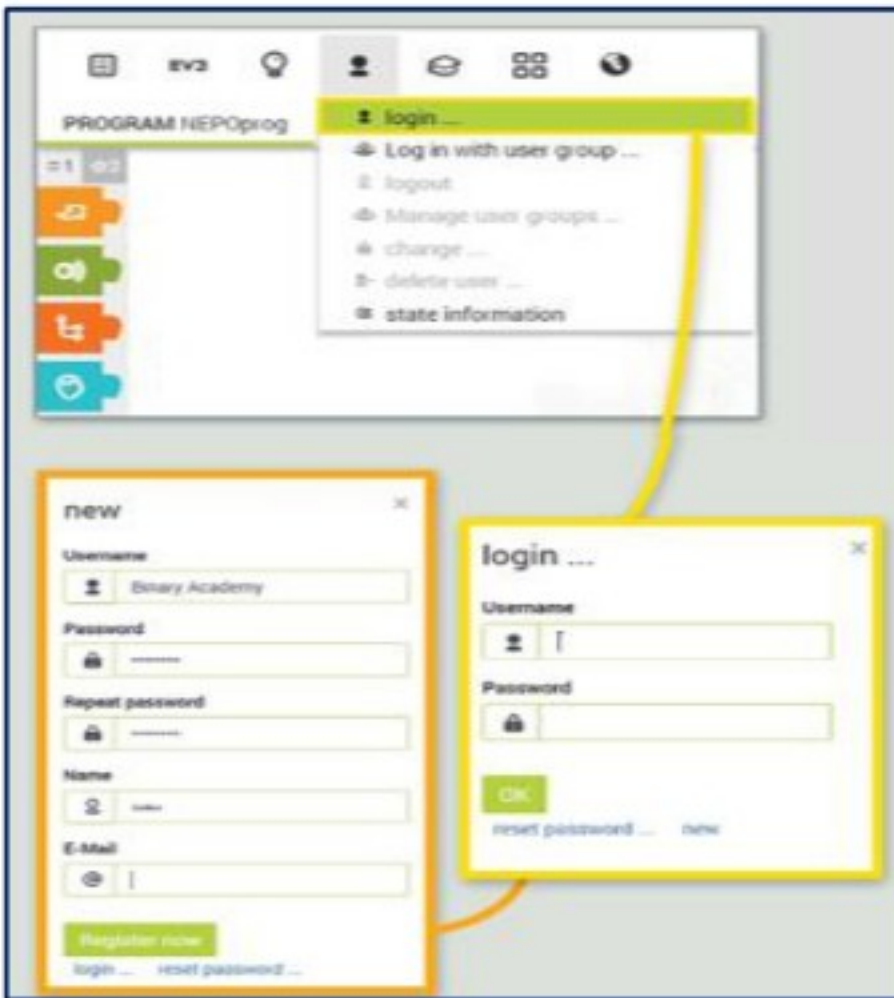 EV3
PROGRAM NEPOprog
login ...
Log in with user group ...
logout
Manage user groups ...
change ...
delete user ...
state information
new
Username
Binary Academy
Password
Repeat password
Name
E-Mail
Register now
login ... reset password ...
login ...
Username
Password
OK
reset password ... new